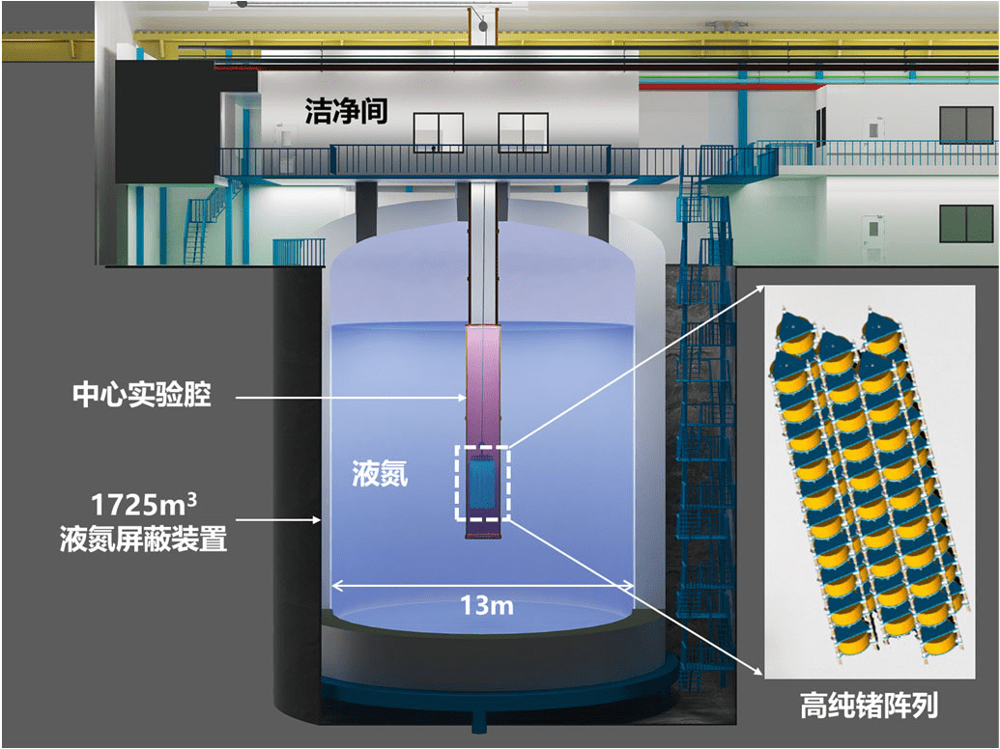 洁净间
中心实验腔
液氮
1725m³
液氮屏蔽装置
13m
高纯锗阵列